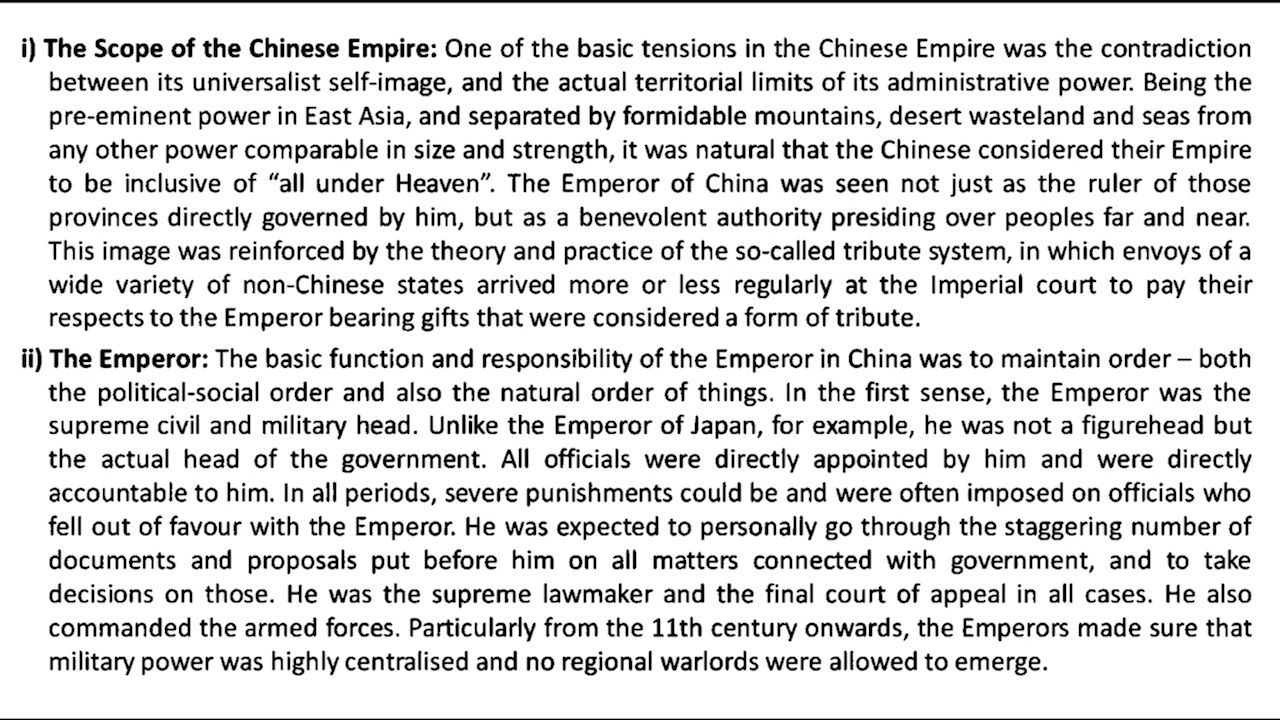 i) The Scope of the Chinese Empire: One of the basic tensions in the Chinese Empire was the contradiction
between its universalist self-image, and the actual territorial limits of its administrative power. Being the
pre-eminent power in East Asia, and separated by formidable mountains, desert wasteland and seas from
any other power comparable in size and strength, it was natural that the Chinese considered their Empire
to be inclusive of “all under Heaven”. The Emperor of China was seen not just as the ruler of those
provinces directly governed by him, but as a benevolent authority presiding over peoples far and near.
This image was reinforced by the theory and practice of the so-called tribute system, in which envoys of a
wide variety of non-Chinese states arrived more or less regularly at the Imperial court to pay their
respects to the Emperor bearing gifts that were considered a form of tribute.
ii) The Emperor: The basic function and responsibility of the Emperor in China was to maintain order – both
the political-social order and also the natural order of things. In the first sense, the Emperor was the
supreme civil and military head. Unlike the Emperor of Japan, for example, he was not a figurehead but
the actual head of the government. All officials were directly appointed by him and were directly
accountable to him. In all periods, severe punishments could be and were often imposed on officials who
fell out of favour with the Emperor. He was expected to personally go through the staggering number of
documents and proposals put before him on all matters connected with government, and to take
decisions on those. He was the supreme lawmaker and the final court of appeal in all cases. He also
commanded the armed forces. Particularly from the 11th century onwards, the Emperors made sure that
military power was highly centralised and no regional warlords were allowed to emerge.